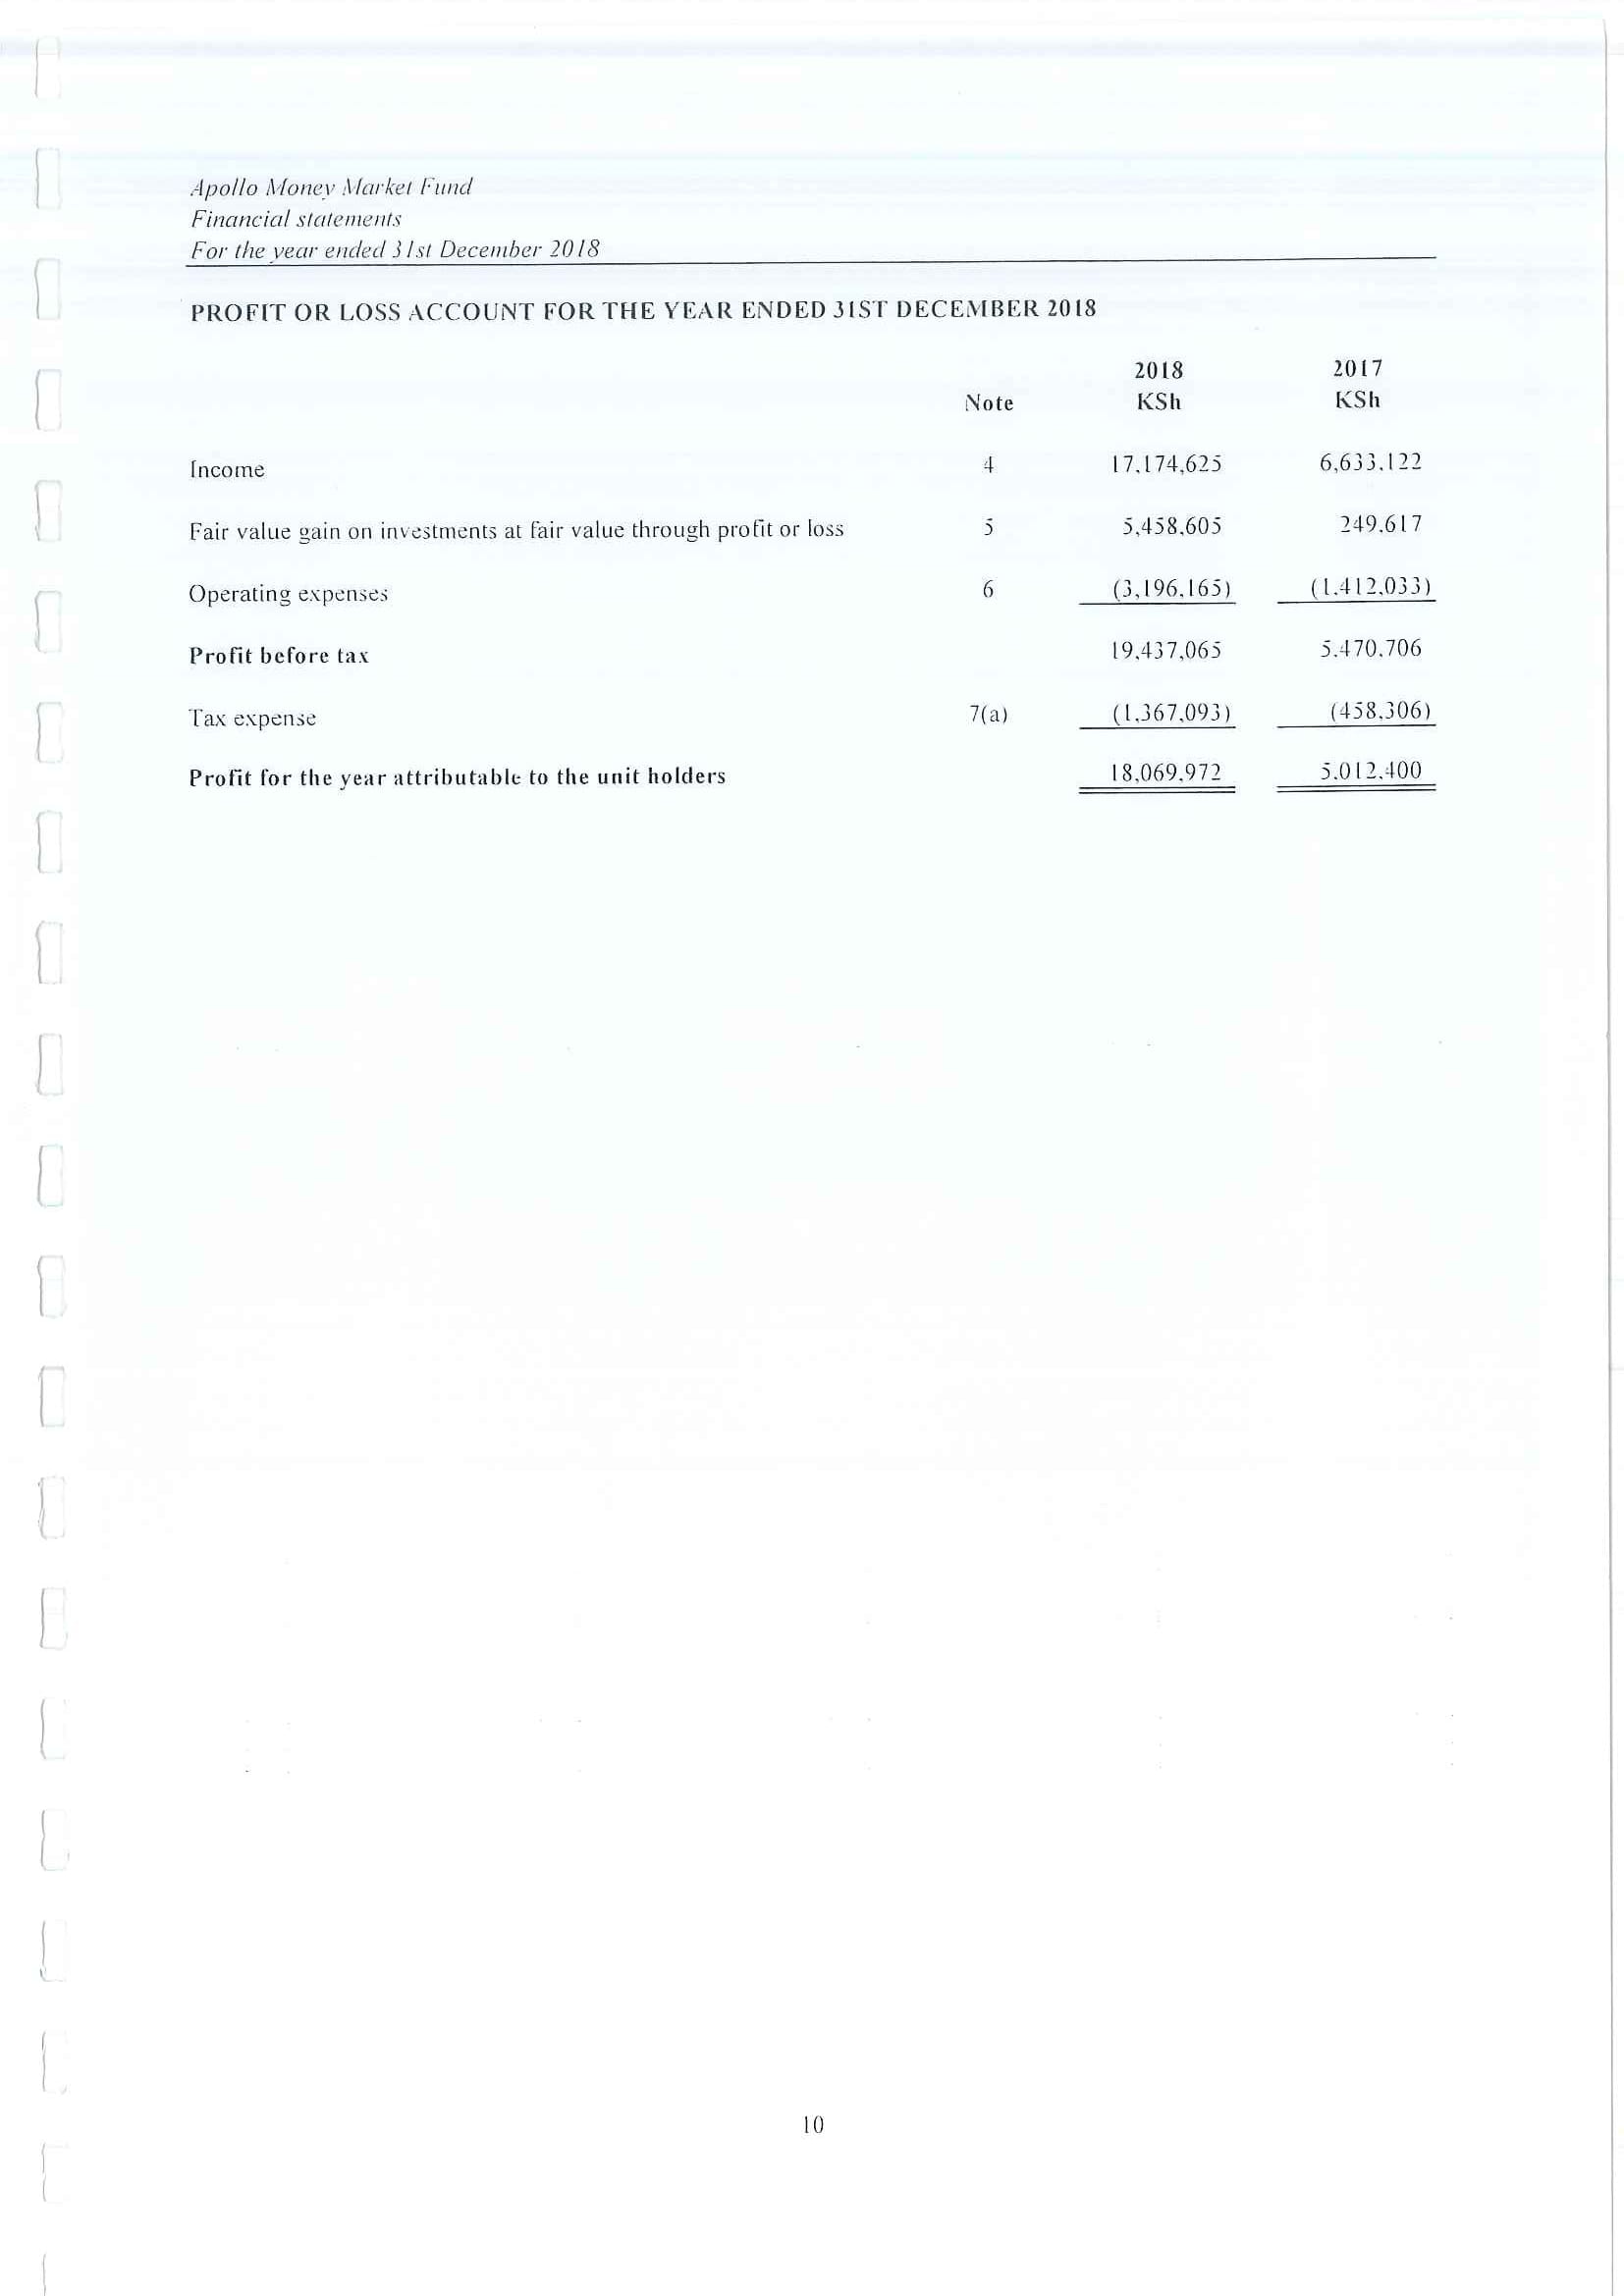 Apollo Money Market Fund
Financial statements
For the year ended 31st December 2018
PROFIT OR LOSS ACCOUNT FOR THE YEAR ENDED 31ST DECEMBER 2018
2018 2017
Note KSh KSh
Income 4 17,174,625 6,633,122
Fair value gain on investments at fair value through profit or loss 5 5,458,605 249,617
Operating expenses 6 (3,196,165) (1,412,033)
Profit before tax 19,437,065 5,470,706
Tax expense 7(a) (1,367,093) (458,306)
Profit for the year attributable to the unit holders 18,069,972 5,012,400
10